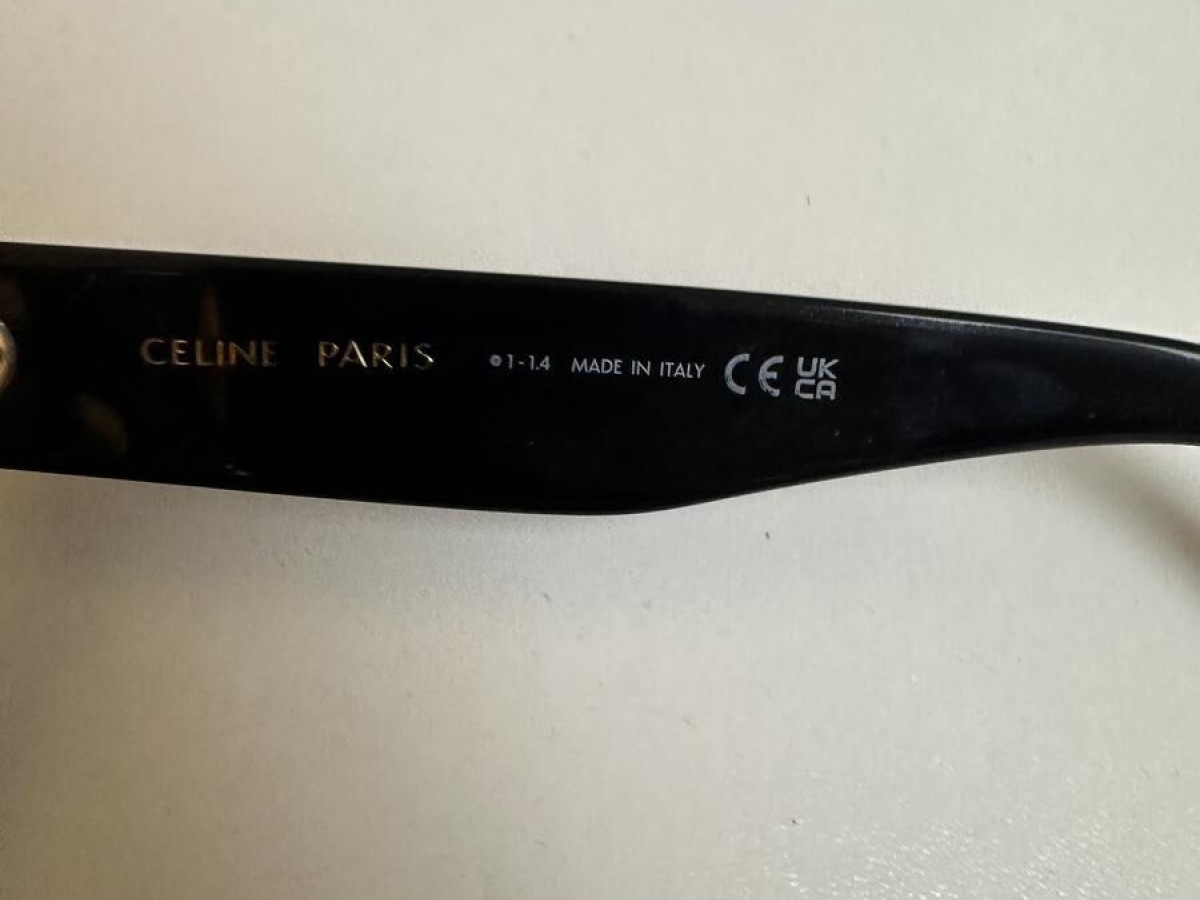 CELINE PARIS ●1-1.4 MADE IN ITALY CE UK CA